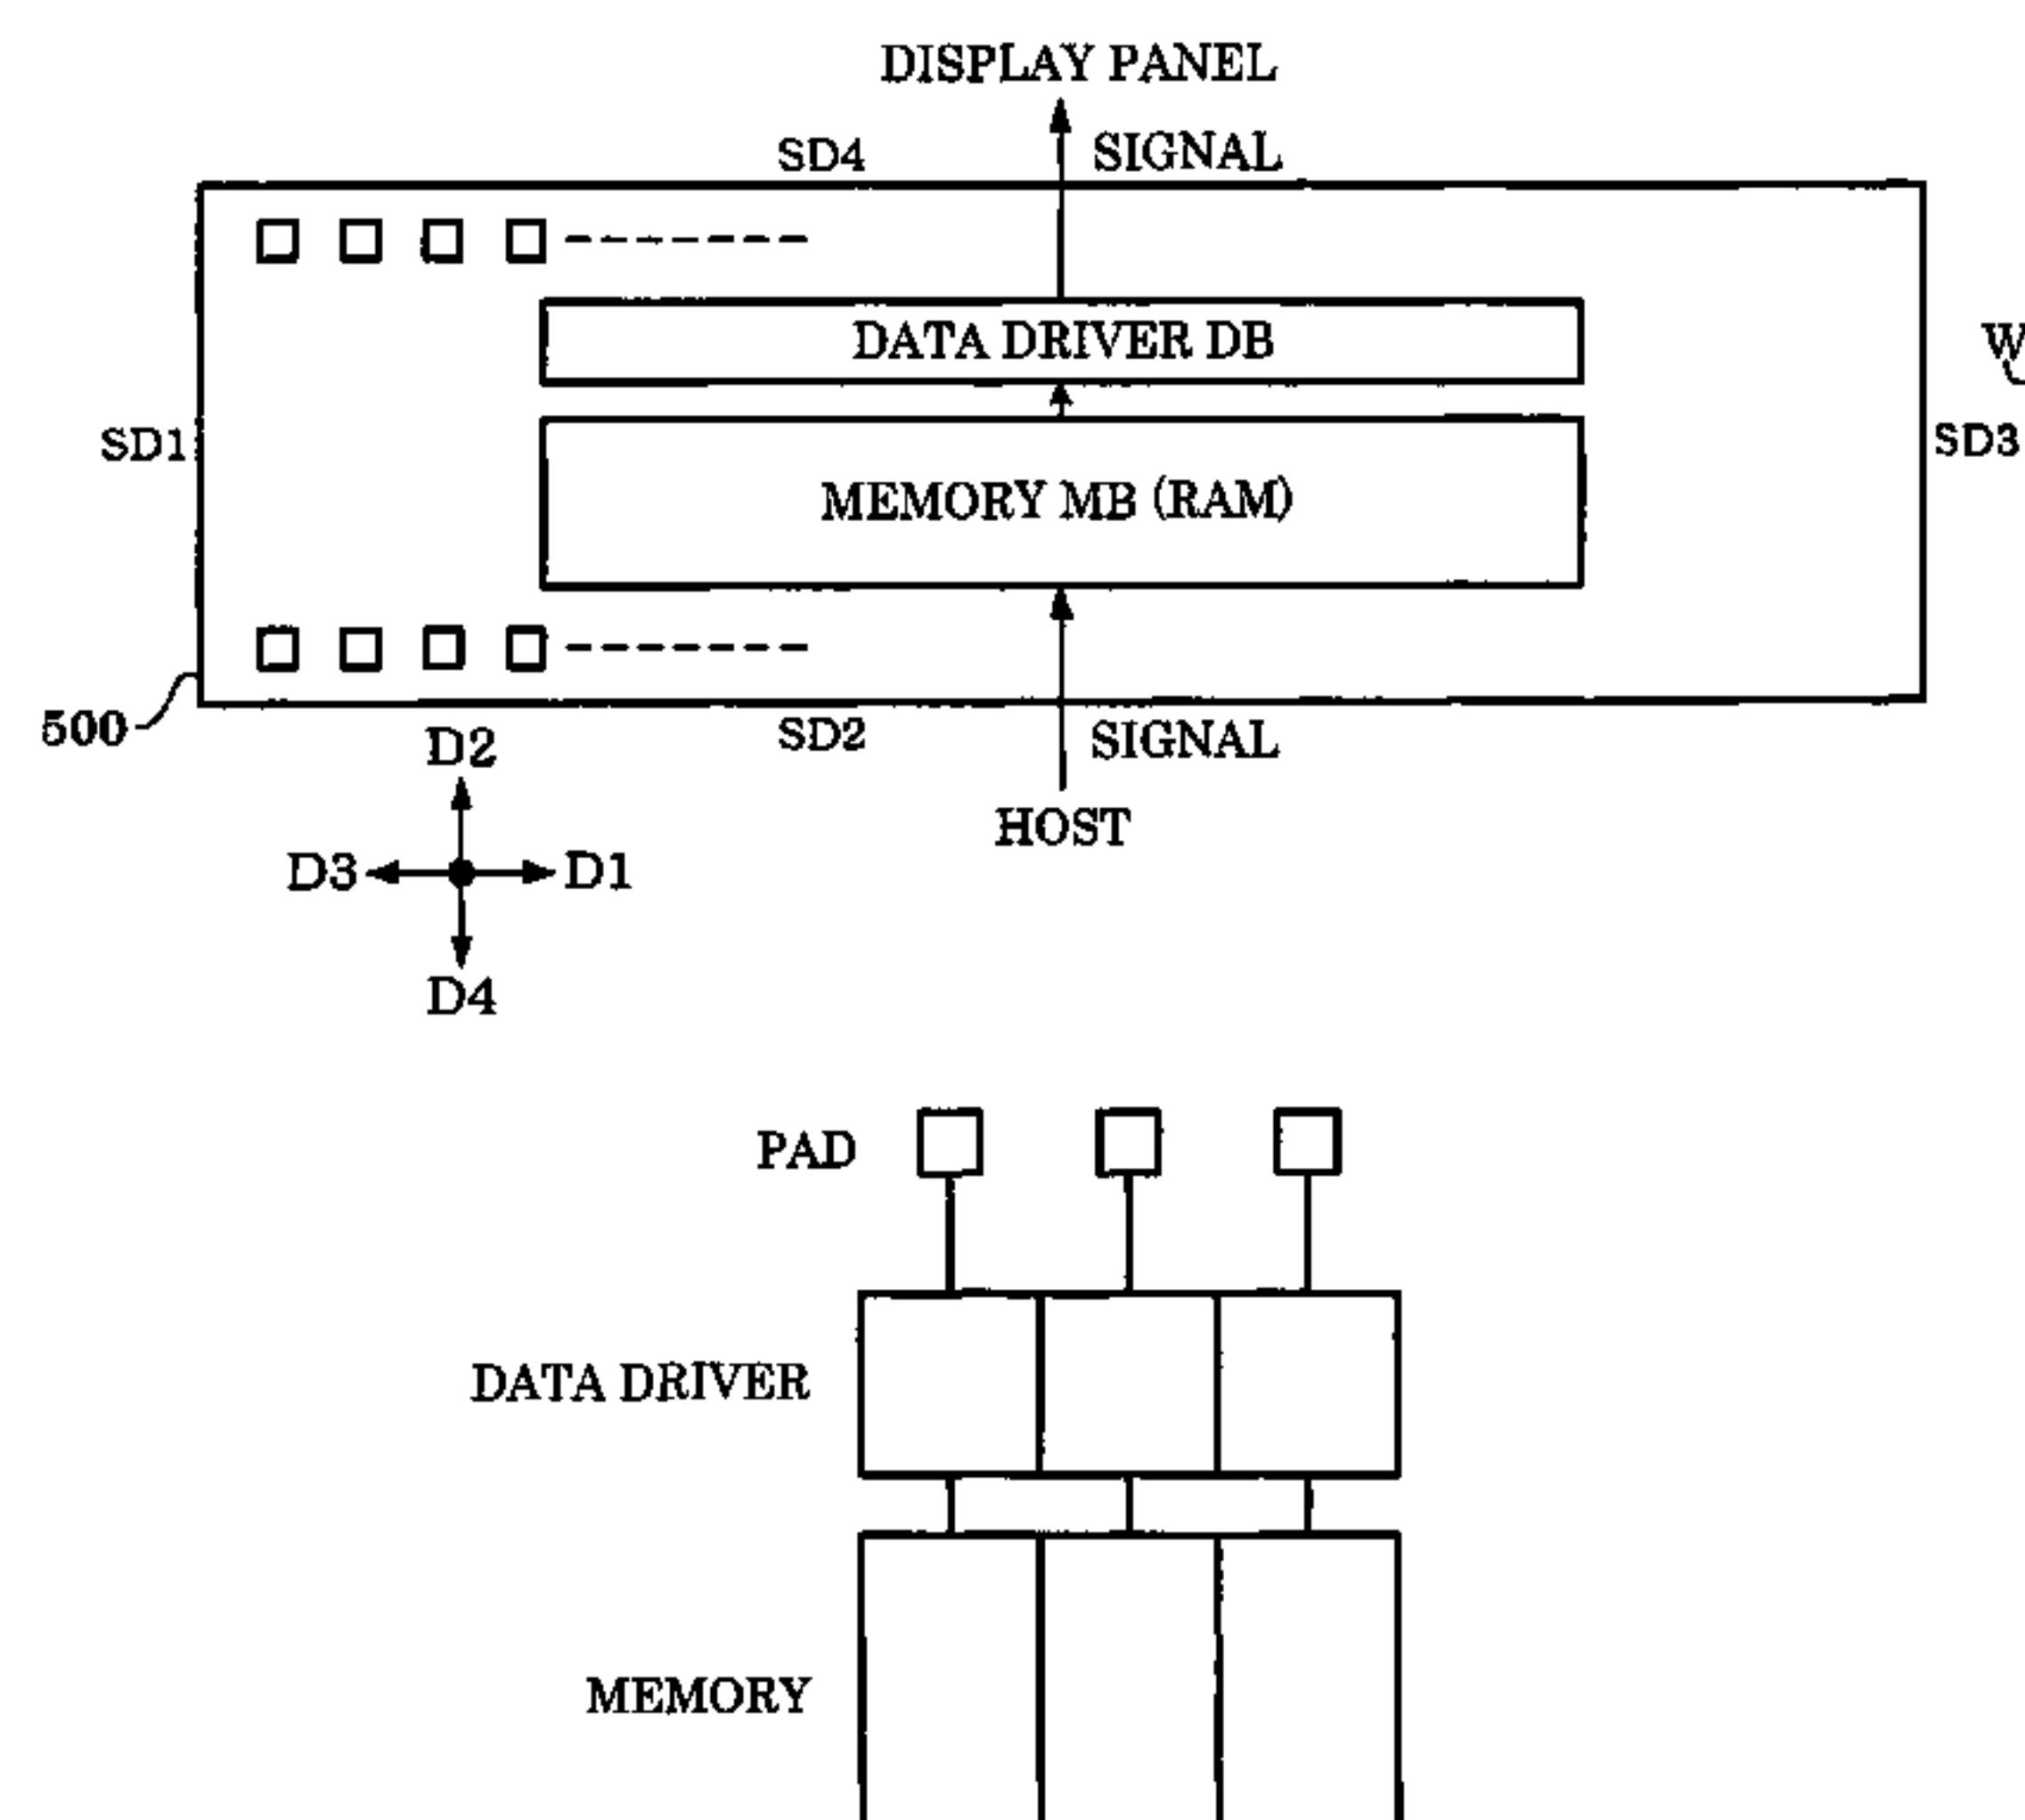 DISPLAY PANEL
SD4
SIGNAL
DATA DRIVER DB
W
SD1
SD3
MEMORY MB (RAM)
500
SD2
SIGNAL
D2
HOST
D3
D1
D4
PAD
DATA DRIVER
MEMORY